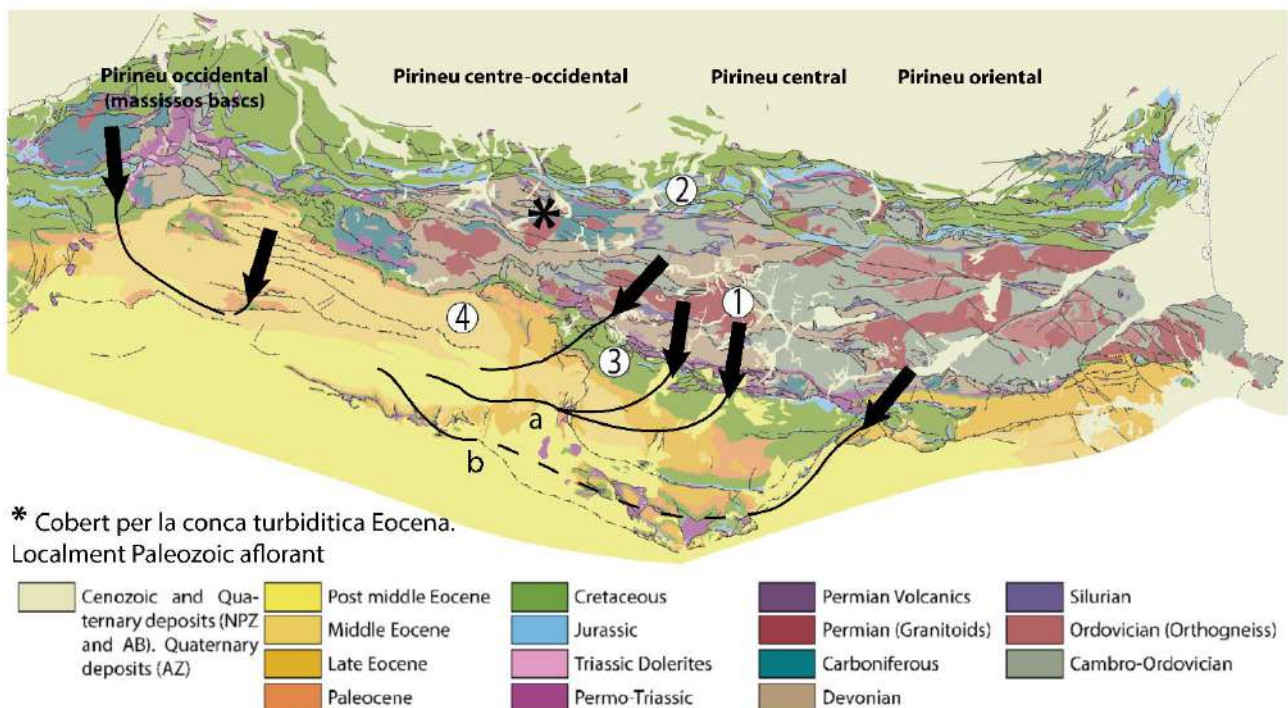 Pirineu occidental
(massissos bascs)
Pirineu centre-occidental
Pirineu central
Pirineu oriental
2
*
1
4
3
a
b
* Cobert per la conca turbiditica Eocena.
Localment Paleozoic aflorant
Cenozoic and Qua-
ternary deposits (NPZ
and AB). Quaternary
deposits (AZ)
Post middle Eocene
Middle Eocene
Late Eocene
Paleocene
Cretaceous
Jurassic
Triassic Dolerites
Permo-Triassic
Permian Volcanics
Permian (Granitoids)
Carboniferous
Devonian
Silurian
Ordovician (Orthogneiss)
Cambro-Ordovician